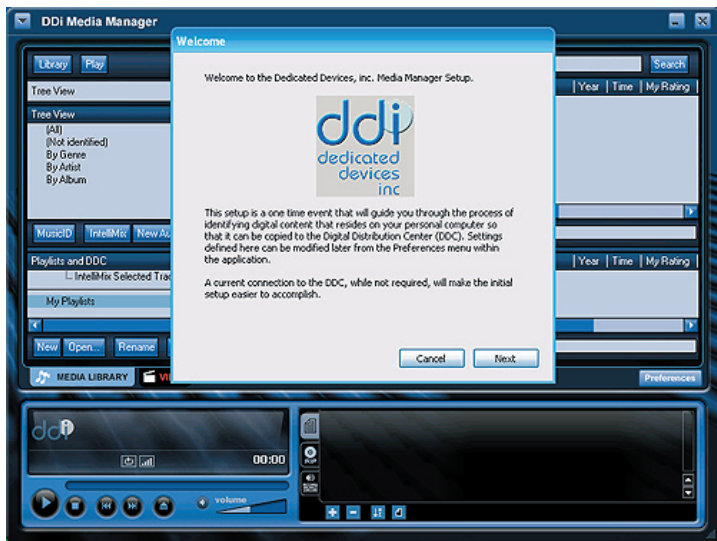 DDi Media Manager
Welcome
Library Play
Search
Tree View
Year Time My Rating
Tree View
(All)
(Not identified)
By Genre
By Artist
By Album
Welcome to the Dedicated Devices, inc. Media Manager Setup.
ddi
dedicated
devices
inc
This setup is a one time event that will guide you through the process of
identifying digital content that resides on your personal computer so
that it can be copied to the Digital Distribution Center (DDC). Settings
defined here can be modified later from the Preferences menu within
the application.
A current connection to the DDC, while not required, will make the initial
setup easier to accomplish.
Cancel Next
MusicID IntelliMix New Au
Playlists and DDC
Year Time My Rating
IntelliMix Selected Trac
My Playlists
New Open... Rename
MEDIA LIBRARY VI
Preferences
ddi
00:00
volume